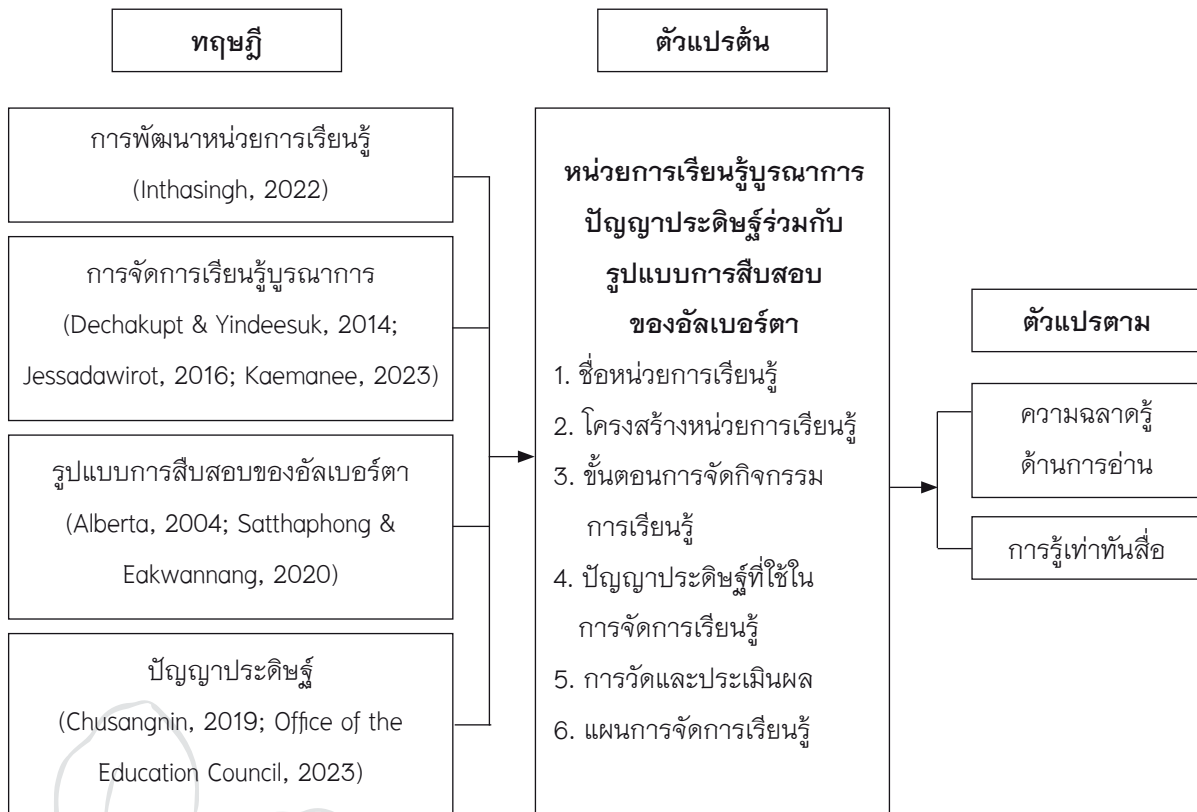 ทฤษฎี
ตัวแปรต้น
การพัฒนาหน่วยการเรียนรู้
(Inthasingh, 2022)
การจัดการเรียนรู้บูรณาการ
(Dechakupt & Yindeesuk, 2014;
Jessadawirot, 2016; Kaemanee, 2023)
รูปแบบการสืบสอบของอัลเบอร์ตา
(Alberta, 2004; Satthaphong &
Eakwannang, 2020)
ปัญญาประดิษฐ์
(Chusangnin, 2019; Office of the
Education Council, 2023)
หน่วยการเรียนรู้บูรณาการ
ปัญญาประดิษฐ์ร่วมกับ
รูปแบบการสืบสอบ
ของอัลเบอร์ตา
1. ชื่อหน่วยการเรียนรู้
2. โครงสร้างหน่วยการเรียนรู้
3. ขั้นตอนการจัดกิจกรรม
การเรียนรู้
4. ปัญญาประดิษฐ์ที่ใช้ใน
การจัดการเรียนรู้
5. การวัดและประเมินผล
6. แผนการจัดการเรียนรู้
ตัวแปรตาม
ความฉลาดรู้
ด้านการอ่าน
การรู้เท่าทันสื่อ